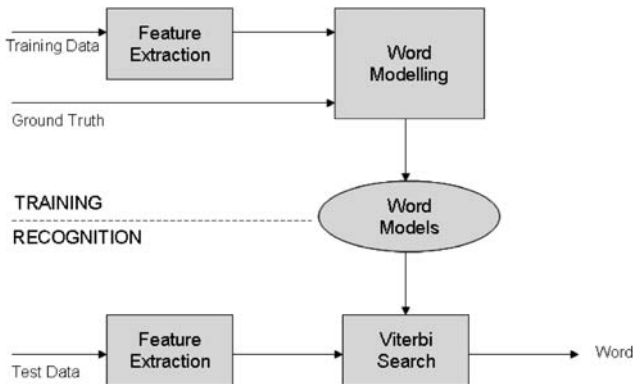 Training Data
Feature
Extraction
Word
Modelling
Ground Truth
TRAINING
RECOGNITION
Word
Models
Test Data
Feature
Extraction
Viterbi
Search
Word